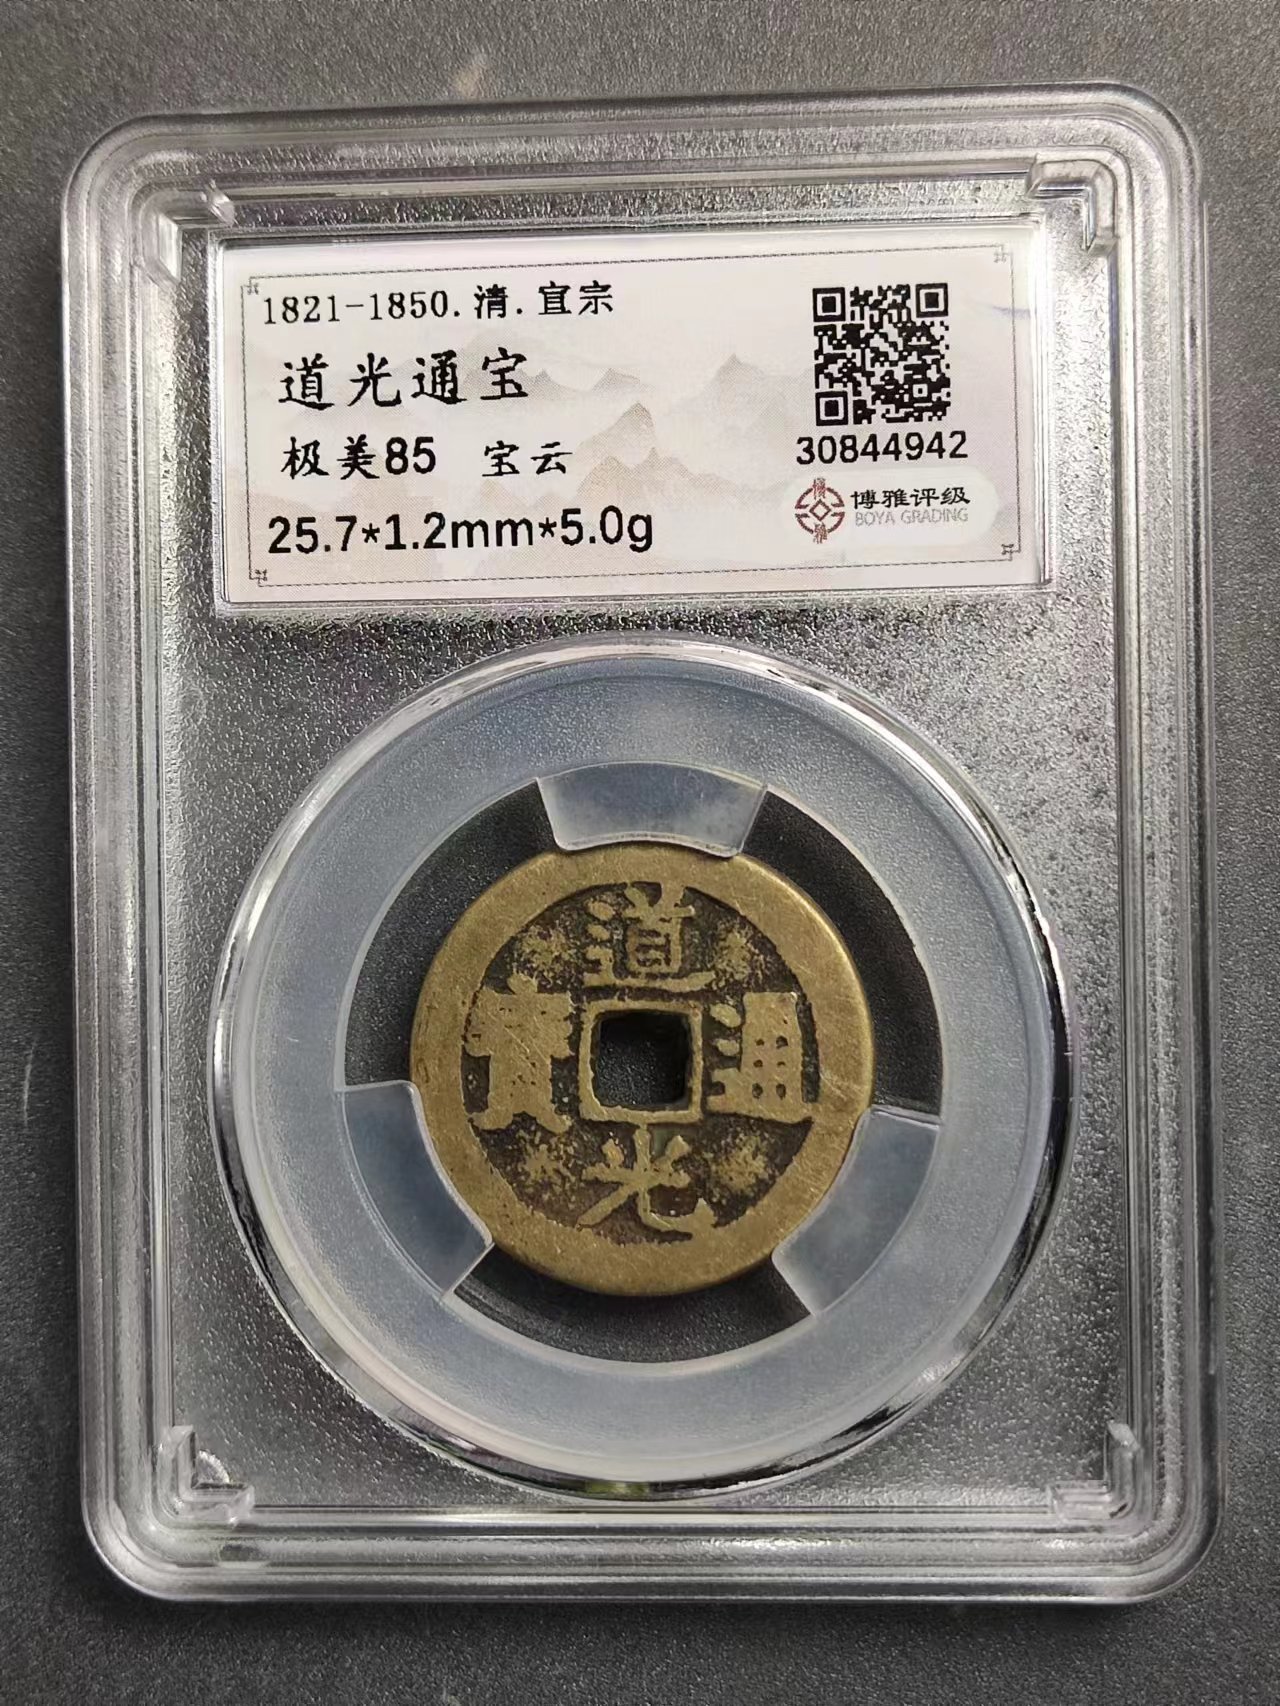 1821-1850.清.宣宗
道光通宝
极美85 宝云
25.7*1.2mm*5.0g
30844942
博雅评级
BOYA GRADING
道
寶 通
光